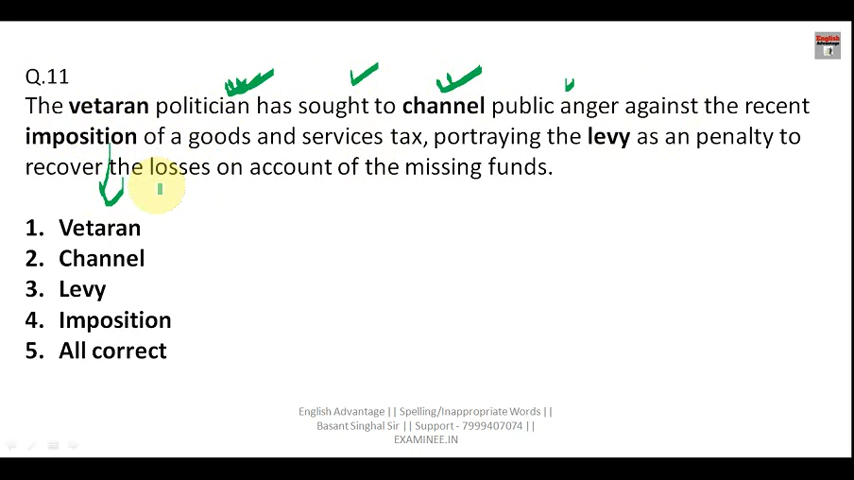 English
Advantage
Q.11
The vetaran politician has sought to channel public anger against the recent
imposition of a goods and services tax, portraying the levy as an penalty to
recover the losses on account of the missing funds.
1. Vetaran
2. Channel
3. Levy
4. Imposition
5. All correct
English Advantage || Spelling/Inappropriate Words ||
Basant Singhal Sir || Support - 7999407074 ||
EXAMINEE.IN